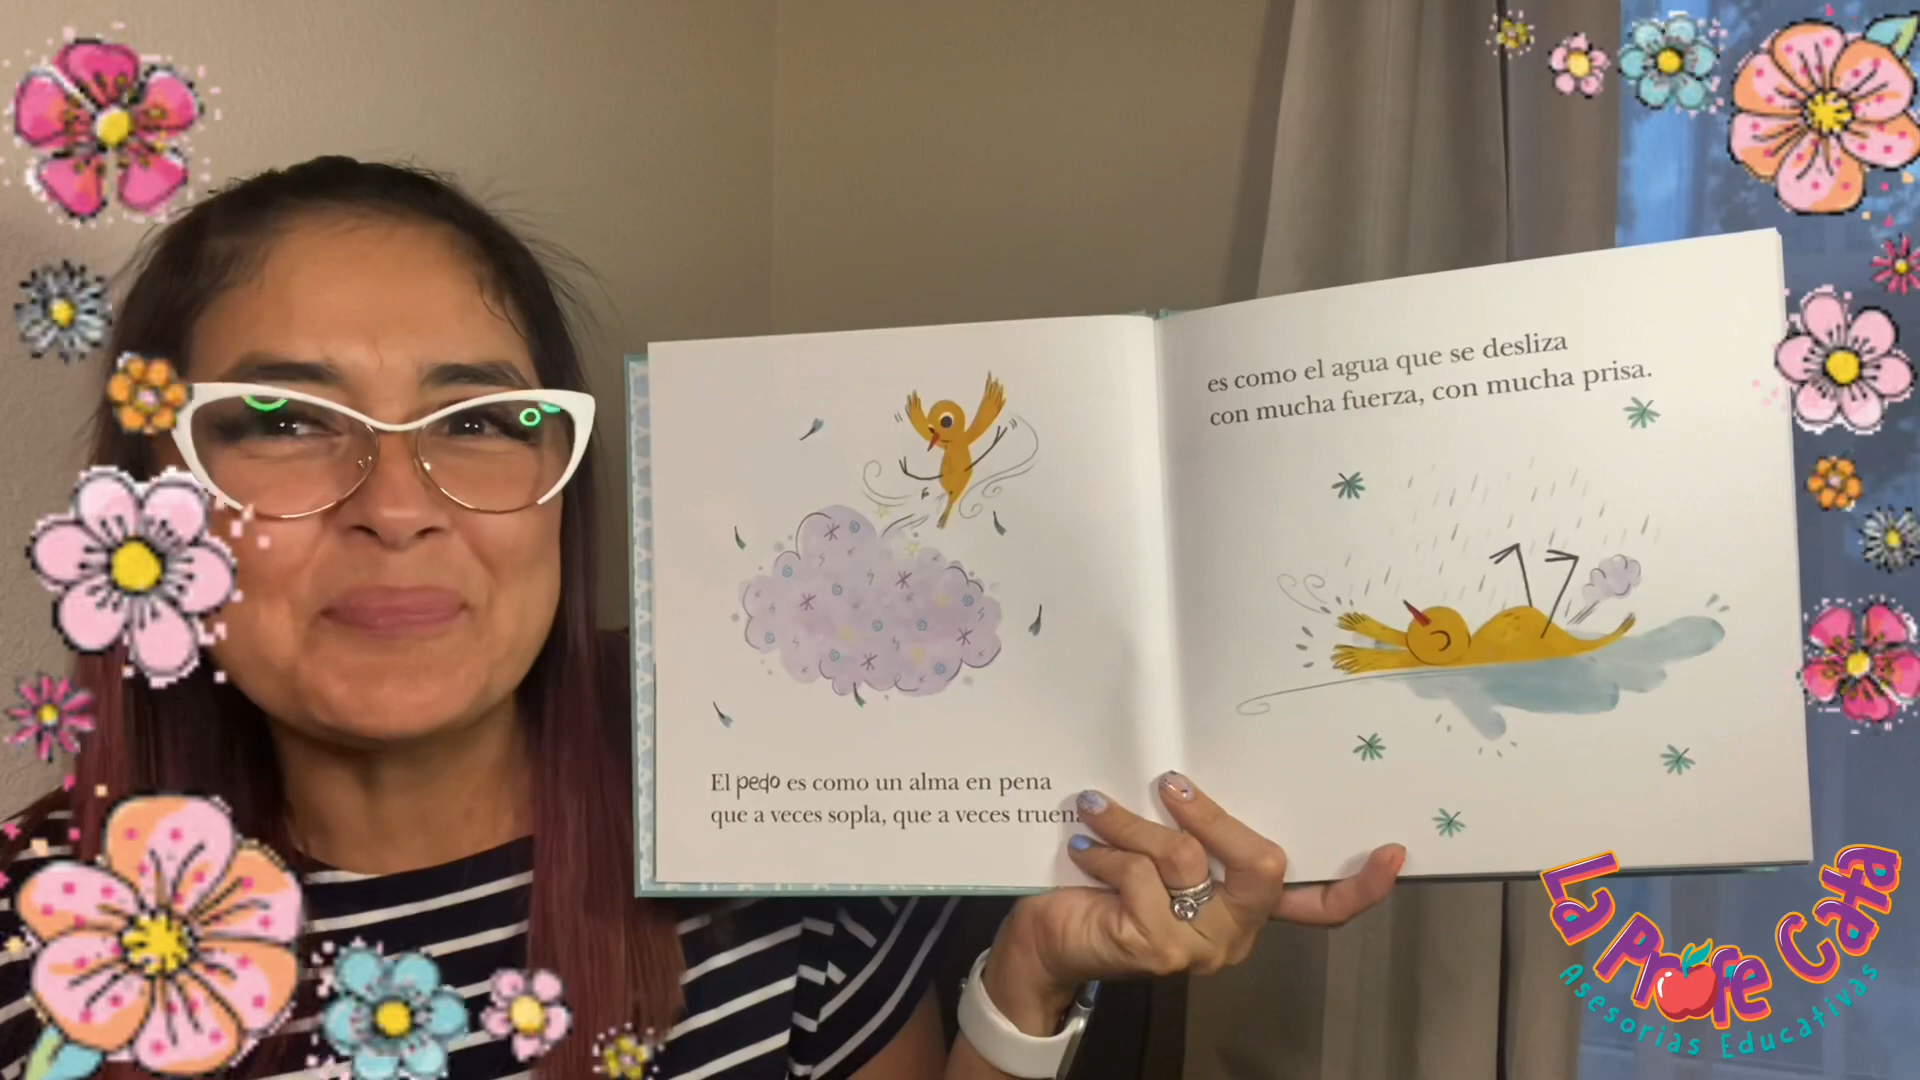 El pedo es como un alma en pena
que a veces sopla, que a veces truena
es como el agua que se desliza
con mucha fuerza, con mucha prisa.
La Profe Cata
Asesorías Educativas